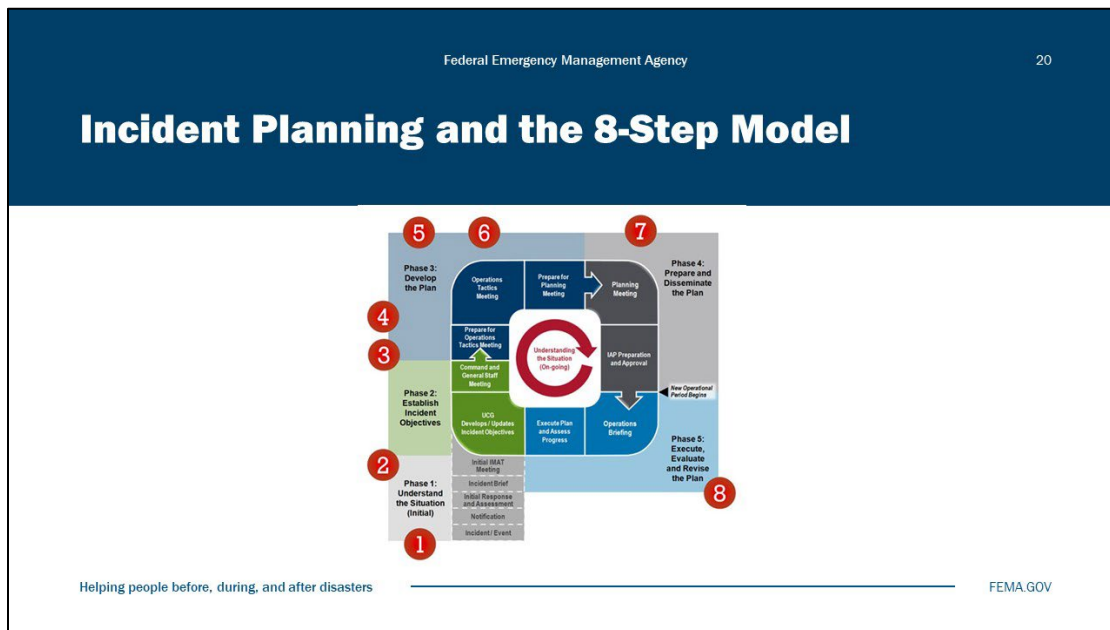 Federal Emergency Management Agency
20
Incident Planning and the 8-Step Model
5
6
7
Phase 3:
Develop
the Plan
Operations
Tactics
Meeting
Prepare for
Planning
Meeting
Planning
Meeting
Phase 4:
Prepare and
Disseminate
the Plan
4
Prepare for
Operations
Tactics Meeting
Understanding
the Situation
(On-going)
IAP Preparation
and Approval
3
Command and
General Staff
Meeting
New Operational
Period Begins
Phase 2:
Establish
Incident
Objectives
UCG
Develops / Updates
Incident Objectives
Execute Plan
and Assess
Progress
Operations
Briefing
Phase 5:
Execute,
Evaluate
and Revise
the Plan
2
Initial IMAT
Meeting
8
Phase 1:
Understand
the Situation
(Initial)
Incident Brief
Initial Response
and Assessment
Notification
Incident / Event
1
Helping people before, during, and after disasters
FEMA.GOV